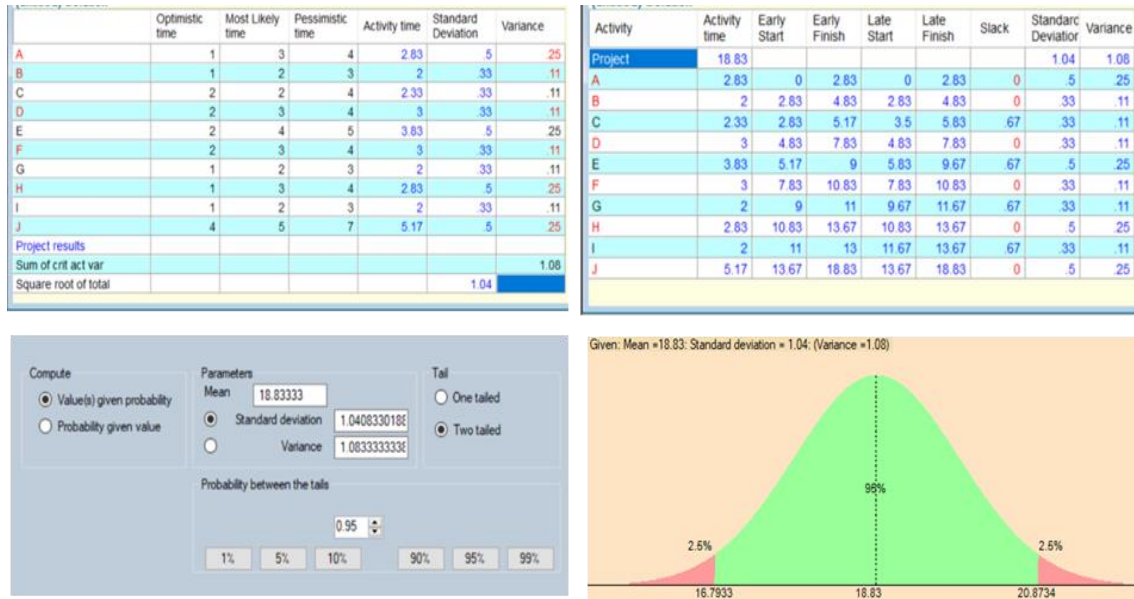 Optimistic time Most Likely time Pessimistic time Activity time Standard Deviation Variance
A 1 3 4 2.83 .5 .25
B 1 2 3 2 .33 .11
C 2 2 4 2.33 .33 .11
D 2 3 4 3 .33 .11
E 2 4 5 3.83 .5 .25
F 2 3 4 3 .33 .11
G 1 2 3 2 .33 .11
H 1 3 4 2.83 .5 .25
I 1 2 3 2 .33 .11
J 4 5 7 5.17 .5 .25
Project results
Sum of crit act var 1.08
Square root of total 1.04
Activity Activity time Early Start Early Finish Late Start Late Finish Slack Standard Deviation Variance
Project 18.83 1.04 1.08
A 2.83 0 2.83 0 2.83 0 .5 .25
B 2 2.83 4.83 2.83 4.83 0 .33 .11
C 2.33 2.83 5.17 3.5 5.83 .67 .33 .11
D 3 4.83 7.83 4.83 7.83 0 .33 .11
E 3.83 5.17 9 5.83 9.67 .67 .5 .25
F 3 7.83 10.83 7.83 10.83 0 .33 .11
G 2 9 11 9.67 11.67 .67 .33 .11
H 2.83 10.83 13.67 10.83 13.67 0 .5 .25
I 2 11 13 11.67 13.67 .67 .33 .11
J 5.17 13.67 18.83 13.67 18.83 0 .5 .25
Compute
Value(s) given probability
Probability given value
Parameters
Mean 18.83333
Standard deviation 1.040833018
Variance 1.083333333
Tail
One tailed
Two tailed
Probability between the tails
0.95
1% 5% 10% 90% 95% 99%
Given: Mean =18.83: Standard deviation = 1.04: (Variance =1.08)
95%
2.5% 2.5%
16.7933 18.83 20.8734